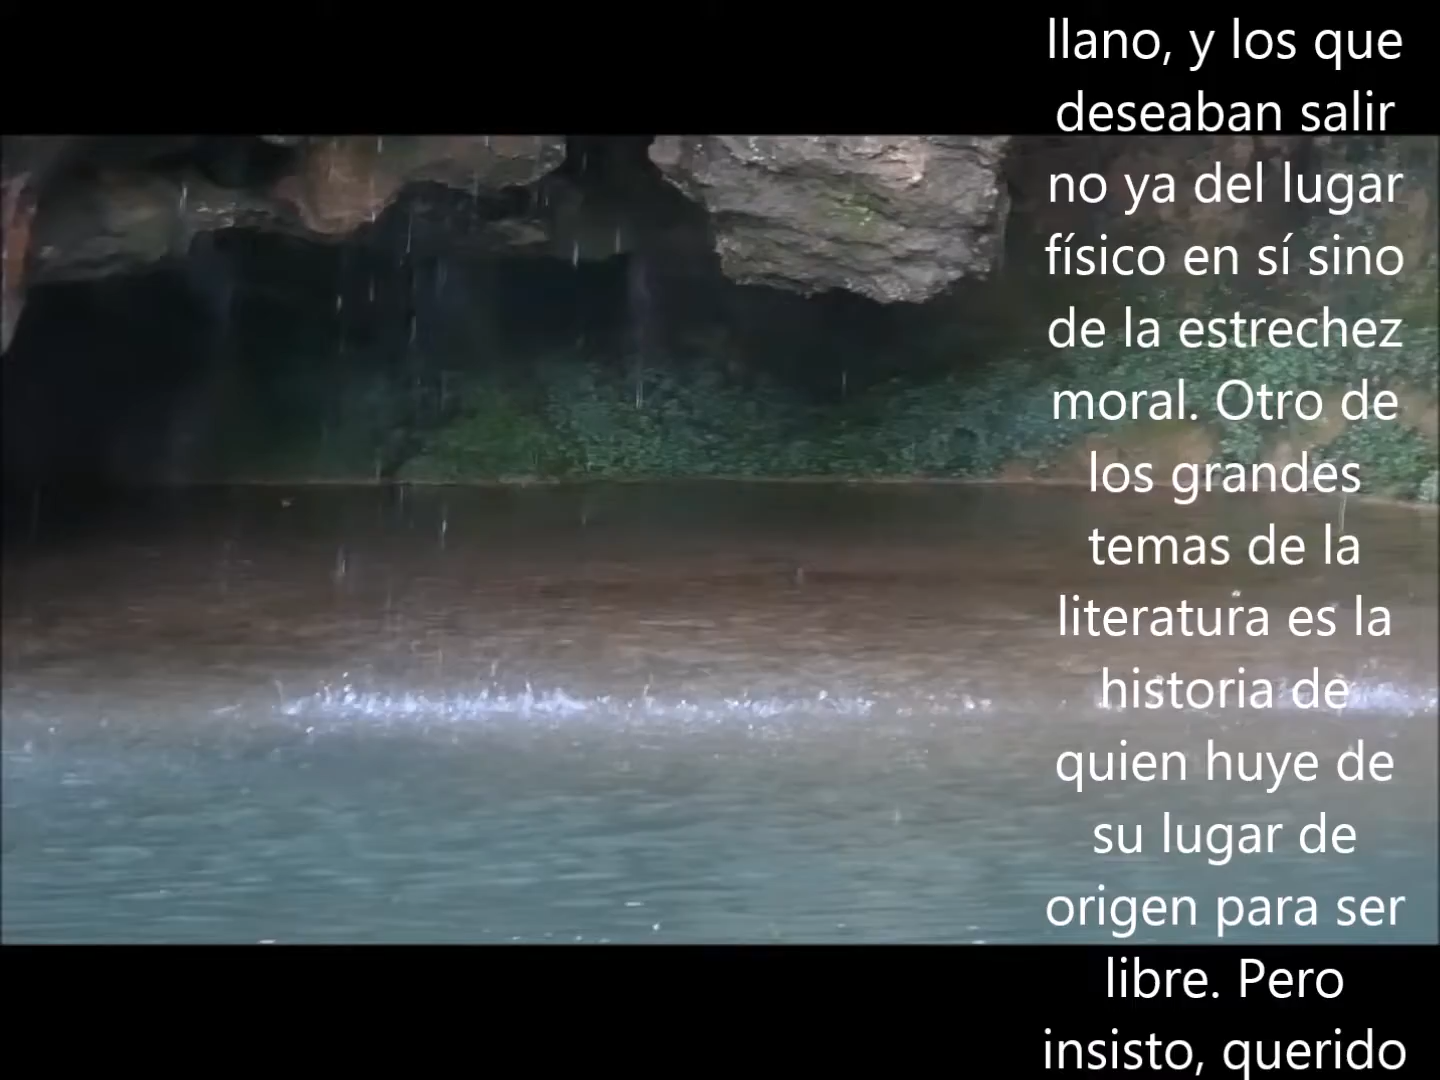 llano, y los que
deseaban salir
no ya del lugar
físico en sí sino
de la estrechez
moral. Otro de
los grandes
temas de la
literatura es la
historia de
quien huye de
su lugar de
origen para ser
libre. Pero
insisto, querido